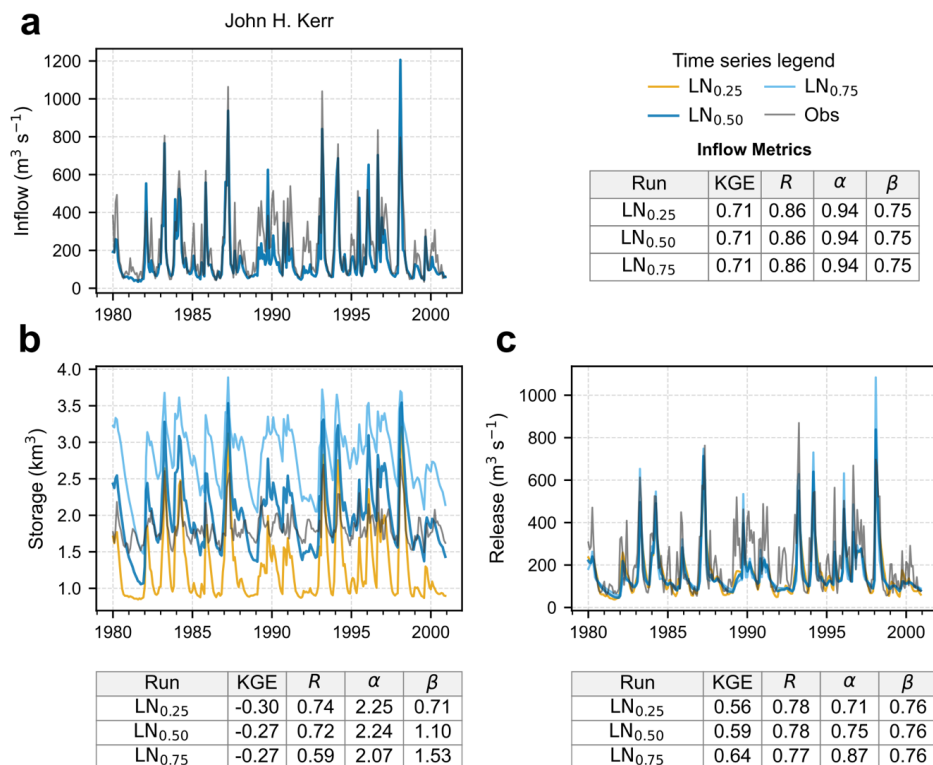 a
John H. Kerr
Inflow (m³ s⁻¹)
1200
1000
800
600
400
200
0
1980 1985 1990 1995 2000
Time series legend
LN₀.₂₅ LN₀.₇₅
LN₀.₅₀ Obs
Inflow Metrics
Run KGE R α β
LN₀.₂₅ 0.71 0.86 0.94 0.75
LN₀.₅₀ 0.71 0.86 0.94 0.75
LN₀.₇₅ 0.71 0.86 0.94 0.75
b
Storage (km³)
4.0
3.5
3.0
2.5
2.0
1.5
1.0
1980 1985 1990 1995 2000
Run KGE R α β
LN₀.₂₅ -0.30 0.74 2.25 0.71
LN₀.₅₀ -0.27 0.72 2.24 1.10
LN₀.₇₅ -0.27 0.59 2.07 1.53
c
Release (m³ s⁻¹)
1000
800
600
400
200
0
1980 1985 1990 1995 2000
Run KGE R α β
LN₀.₂₅ 0.56 0.78 0.71 0.76
LN₀.₅₀ 0.59 0.78 0.75 0.76
LN₀.₇₅ 0.64 0.77 0.87 0.76